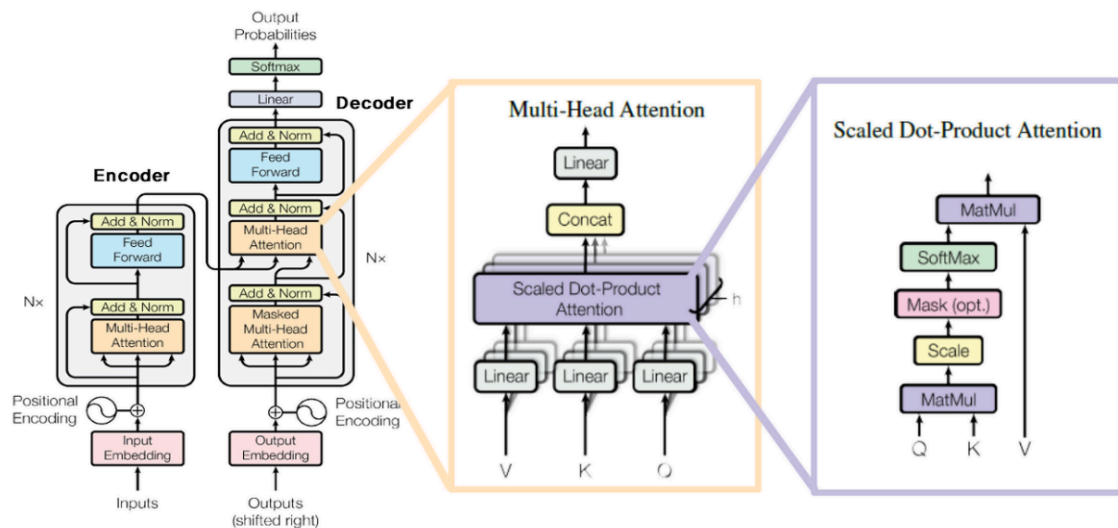 Output
Probabilities
Softmax
Linear
Decoder
Add & Norm
Feed
Forward
Add & Norm
Multi-Head
Attention
Nx
Add & Norm
Masked
Multi-Head
Attention
Positional
Encoding
Output
Embedding
Outputs
(shifted right)
Encoder
Add & Norm
Feed
Forward
Nx
Add & Norm
Multi-Head
Attention
Positional
Encoding
Input
Embedding
Inputs
Multi-Head Attention
Linear
Concat
Scaled Dot-Product
Attention
h
Linear Linear Linear
V K Q
Scaled Dot-Product Attention
MatMul
SoftMax
Mask (opt.)
Scale
MatMul
Q K V